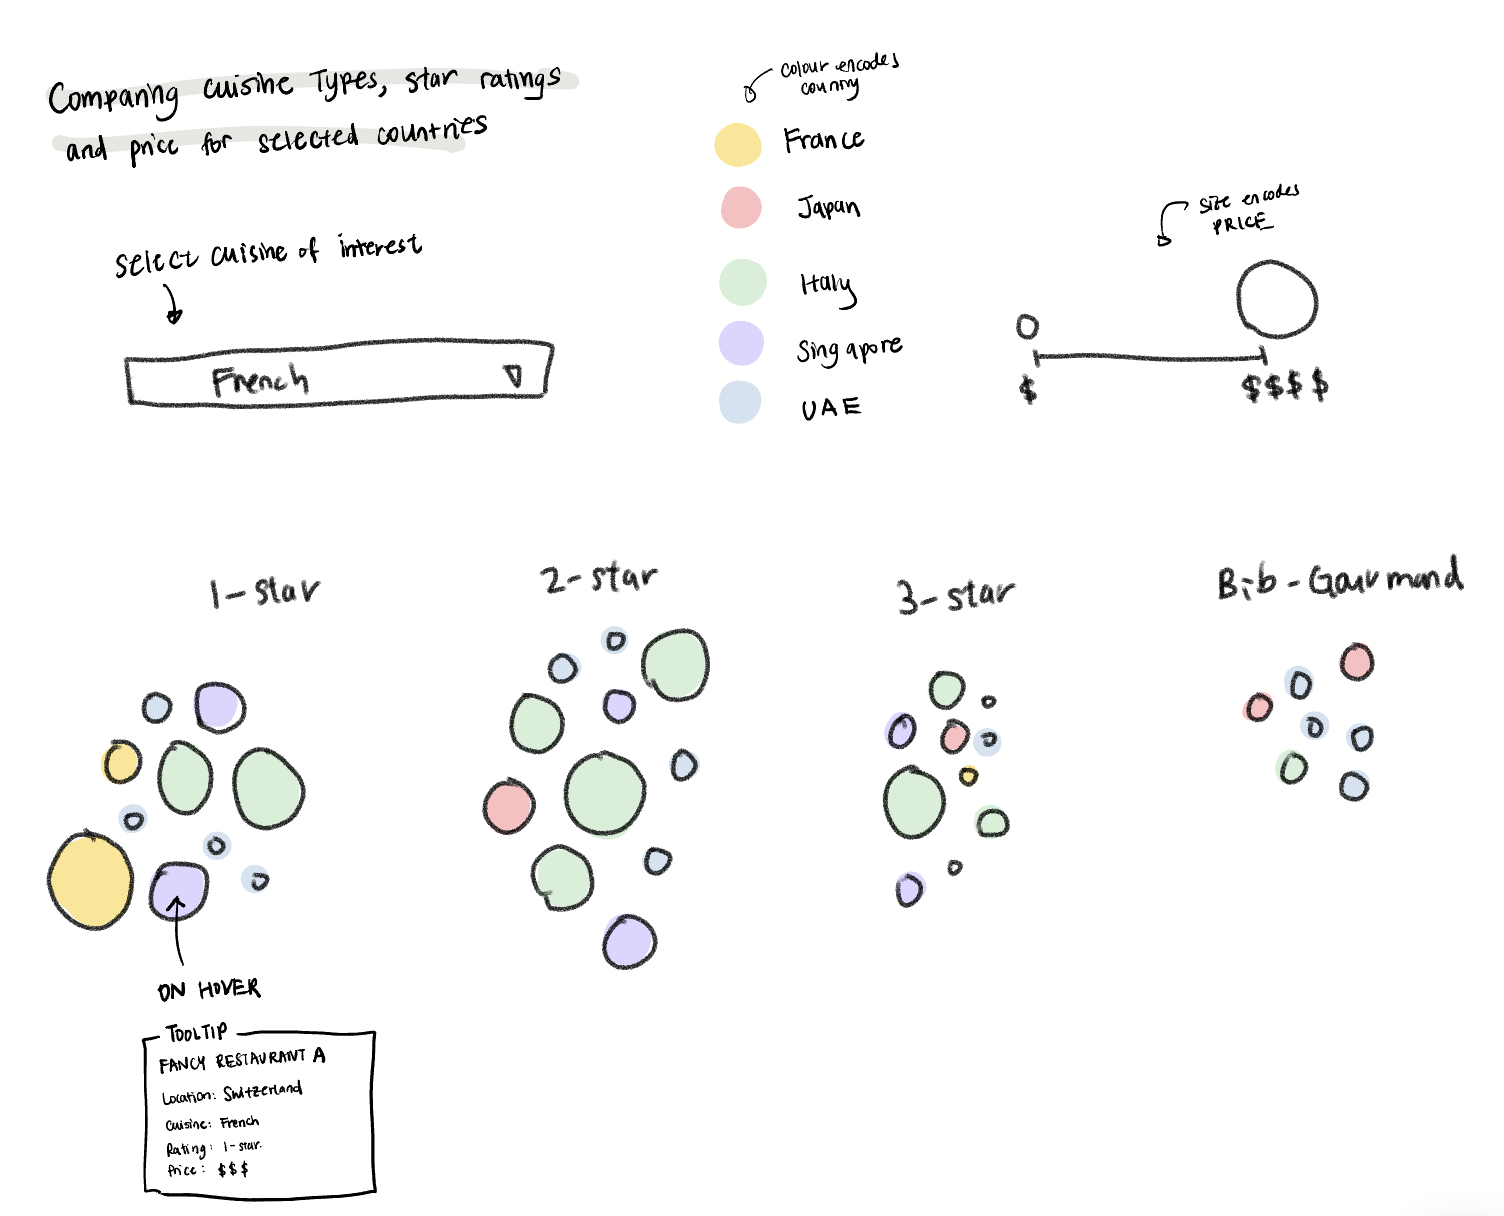 Comparing cuisine Types, star ratings
and price for selected countries
Select cuisine of interest
French
colour encodes
country
France
Japan
Italy
Singapore
UAE
Size encodes
PRICE
$
$$$$
1-star
2-star
3-star
Bib-Gourmand
ON HOVER
TOOLTIP
FANCY RESTAURANT A
Location: Switzerland
Cuisine: French
Rating: 1-star.
Price: $$$